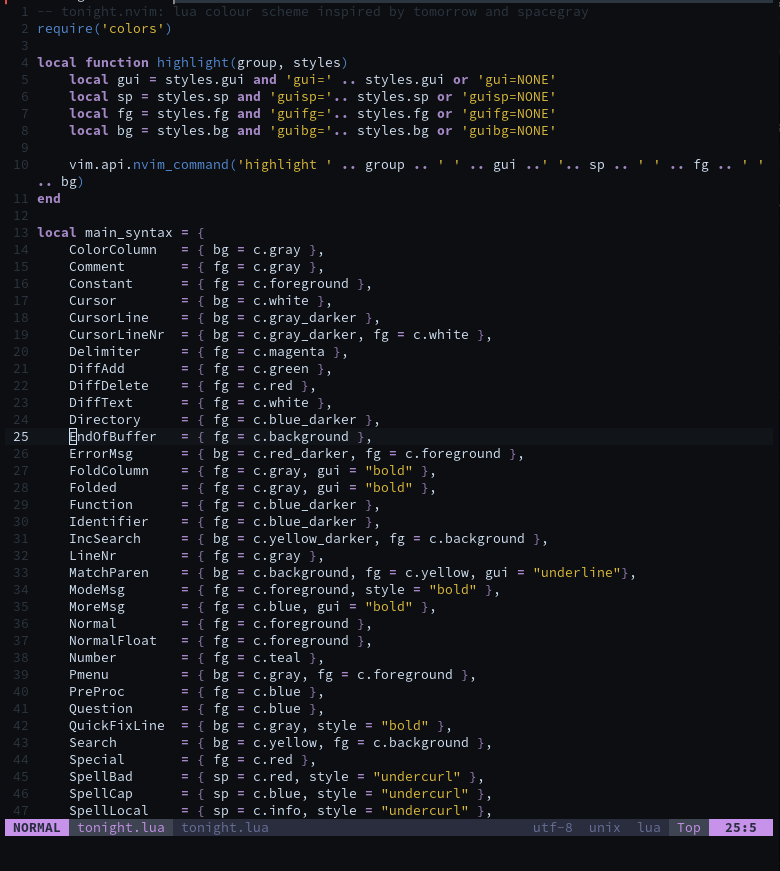 1 -- tonight.nvim: lua colour scheme inspired by tomorrow and spacegray
2 require('colors')
3
4 local function highlight(group, styles)
5     local gui = styles.gui and 'gui=' .. styles.gui or 'gui=NONE'
6     local sp = styles.sp and 'guisp='.. styles.sp or 'guisp=NONE'
7     local fg = styles.fg and 'guifg='.. styles.fg or 'guifg=NONE'
8     local bg = styles.bg and 'guibg='.. styles.bg or 'guibg=NONE'
9
10     vim.api.nvim_command('highlight ' .. group .. ' ' .. gui ..' '.. sp .. ' ' .. fg .. ' '
.. bg)
11 end
12
13 local main_syntax = {
14     ColorColumn   = { bg = c.gray },
15     Comment       = { fg = c.gray },
16     Constant      = { fg = c.foreground },
17     Cursor        = { bg = c.white },
18     CursorLine    = { bg = c.gray_darker },
19     CursorLineNr  = { bg = c.gray_darker, fg = c.white },
20     Delimiter     = { fg = c.magenta },
21     DiffAdd       = { fg = c.green },
22     DiffDelete    = { fg = c.red },
23     DiffText      = { fg = c.white },
24     Directory     = { fg = c.blue_darker },
25     EndOfBuffer   = { fg = c.background },
26     ErrorMsg      = { bg = c.red_darker, fg = c.foreground },
27     FoldColumn    = { fg = c.gray, gui = "bold" },
28     Folded        = { fg = c.gray, gui = "bold" },
29     Function      = { fg = c.blue_darker },
30     Identifier    = { fg = c.blue_darker },
31     IncSearch     = { bg = c.yellow_darker, fg = c.background },
32     LineNr        = { fg = c.gray },
33     MatchParen    = { bg = c.background, fg = c.yellow, gui = "underline"},
34     ModeMsg       = { fg = c.foreground, style = "bold" },
35     MoreMsg       = { fg = c.blue, gui = "bold" },
36     Normal        = { fg = c.foreground },
37     NormalFloat   = { fg = c.foreground },
38     Number        = { fg = c.teal },
39     Pmenu         = { bg = c.gray, fg = c.foreground },
40     PreProc       = { fg = c.blue },
41     Question      = { fg = c.blue },
42     QuickFixLine  = { bg = c.gray, style = "bold" },
43     Search        = { bg = c.yellow, fg = c.background },
44     Special       = { fg = c.red },
45     SpellBad      = { sp = c.red, style = "undercurl" },
46     SpellCap      = { sp = c.blue, style = "undercurl" },
47     SpellLocal    = { sp = c.info, style = "undercurl" },
NORMAL tonight.lua tonight.lua utf-8 unix lua Top 25:5